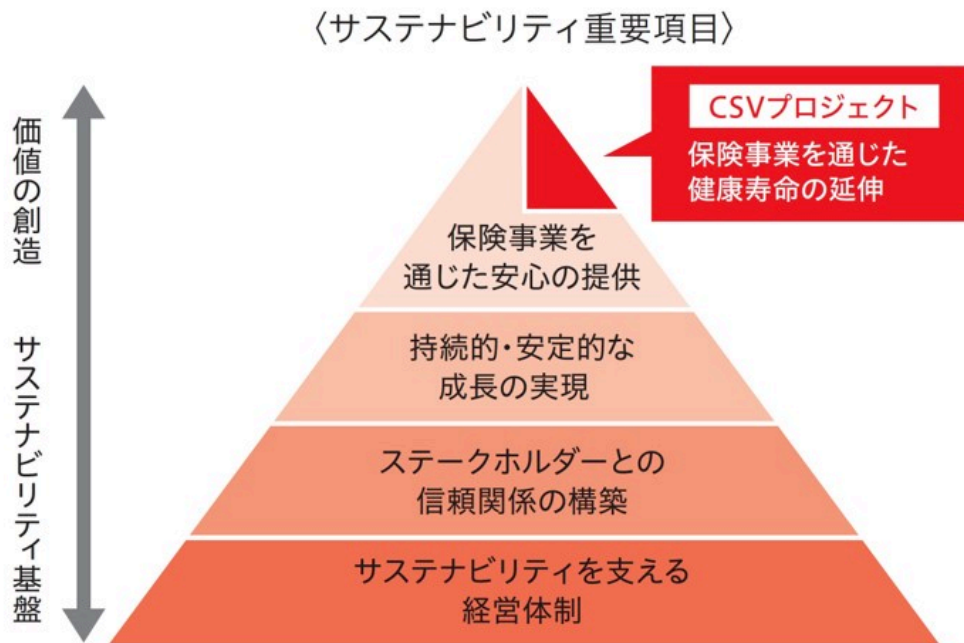 〈サステナビリティ重要項目〉
価値の創造
サステナビリティ基盤
CSVプロジェクト
保険事業を通じた
健康寿命の延伸
保険事業を
通じた安心の提供
持続的・安定的な
成長の実現
ステークホルダーとの
信頼関係の構築
サステナビリティを支える
経営体制